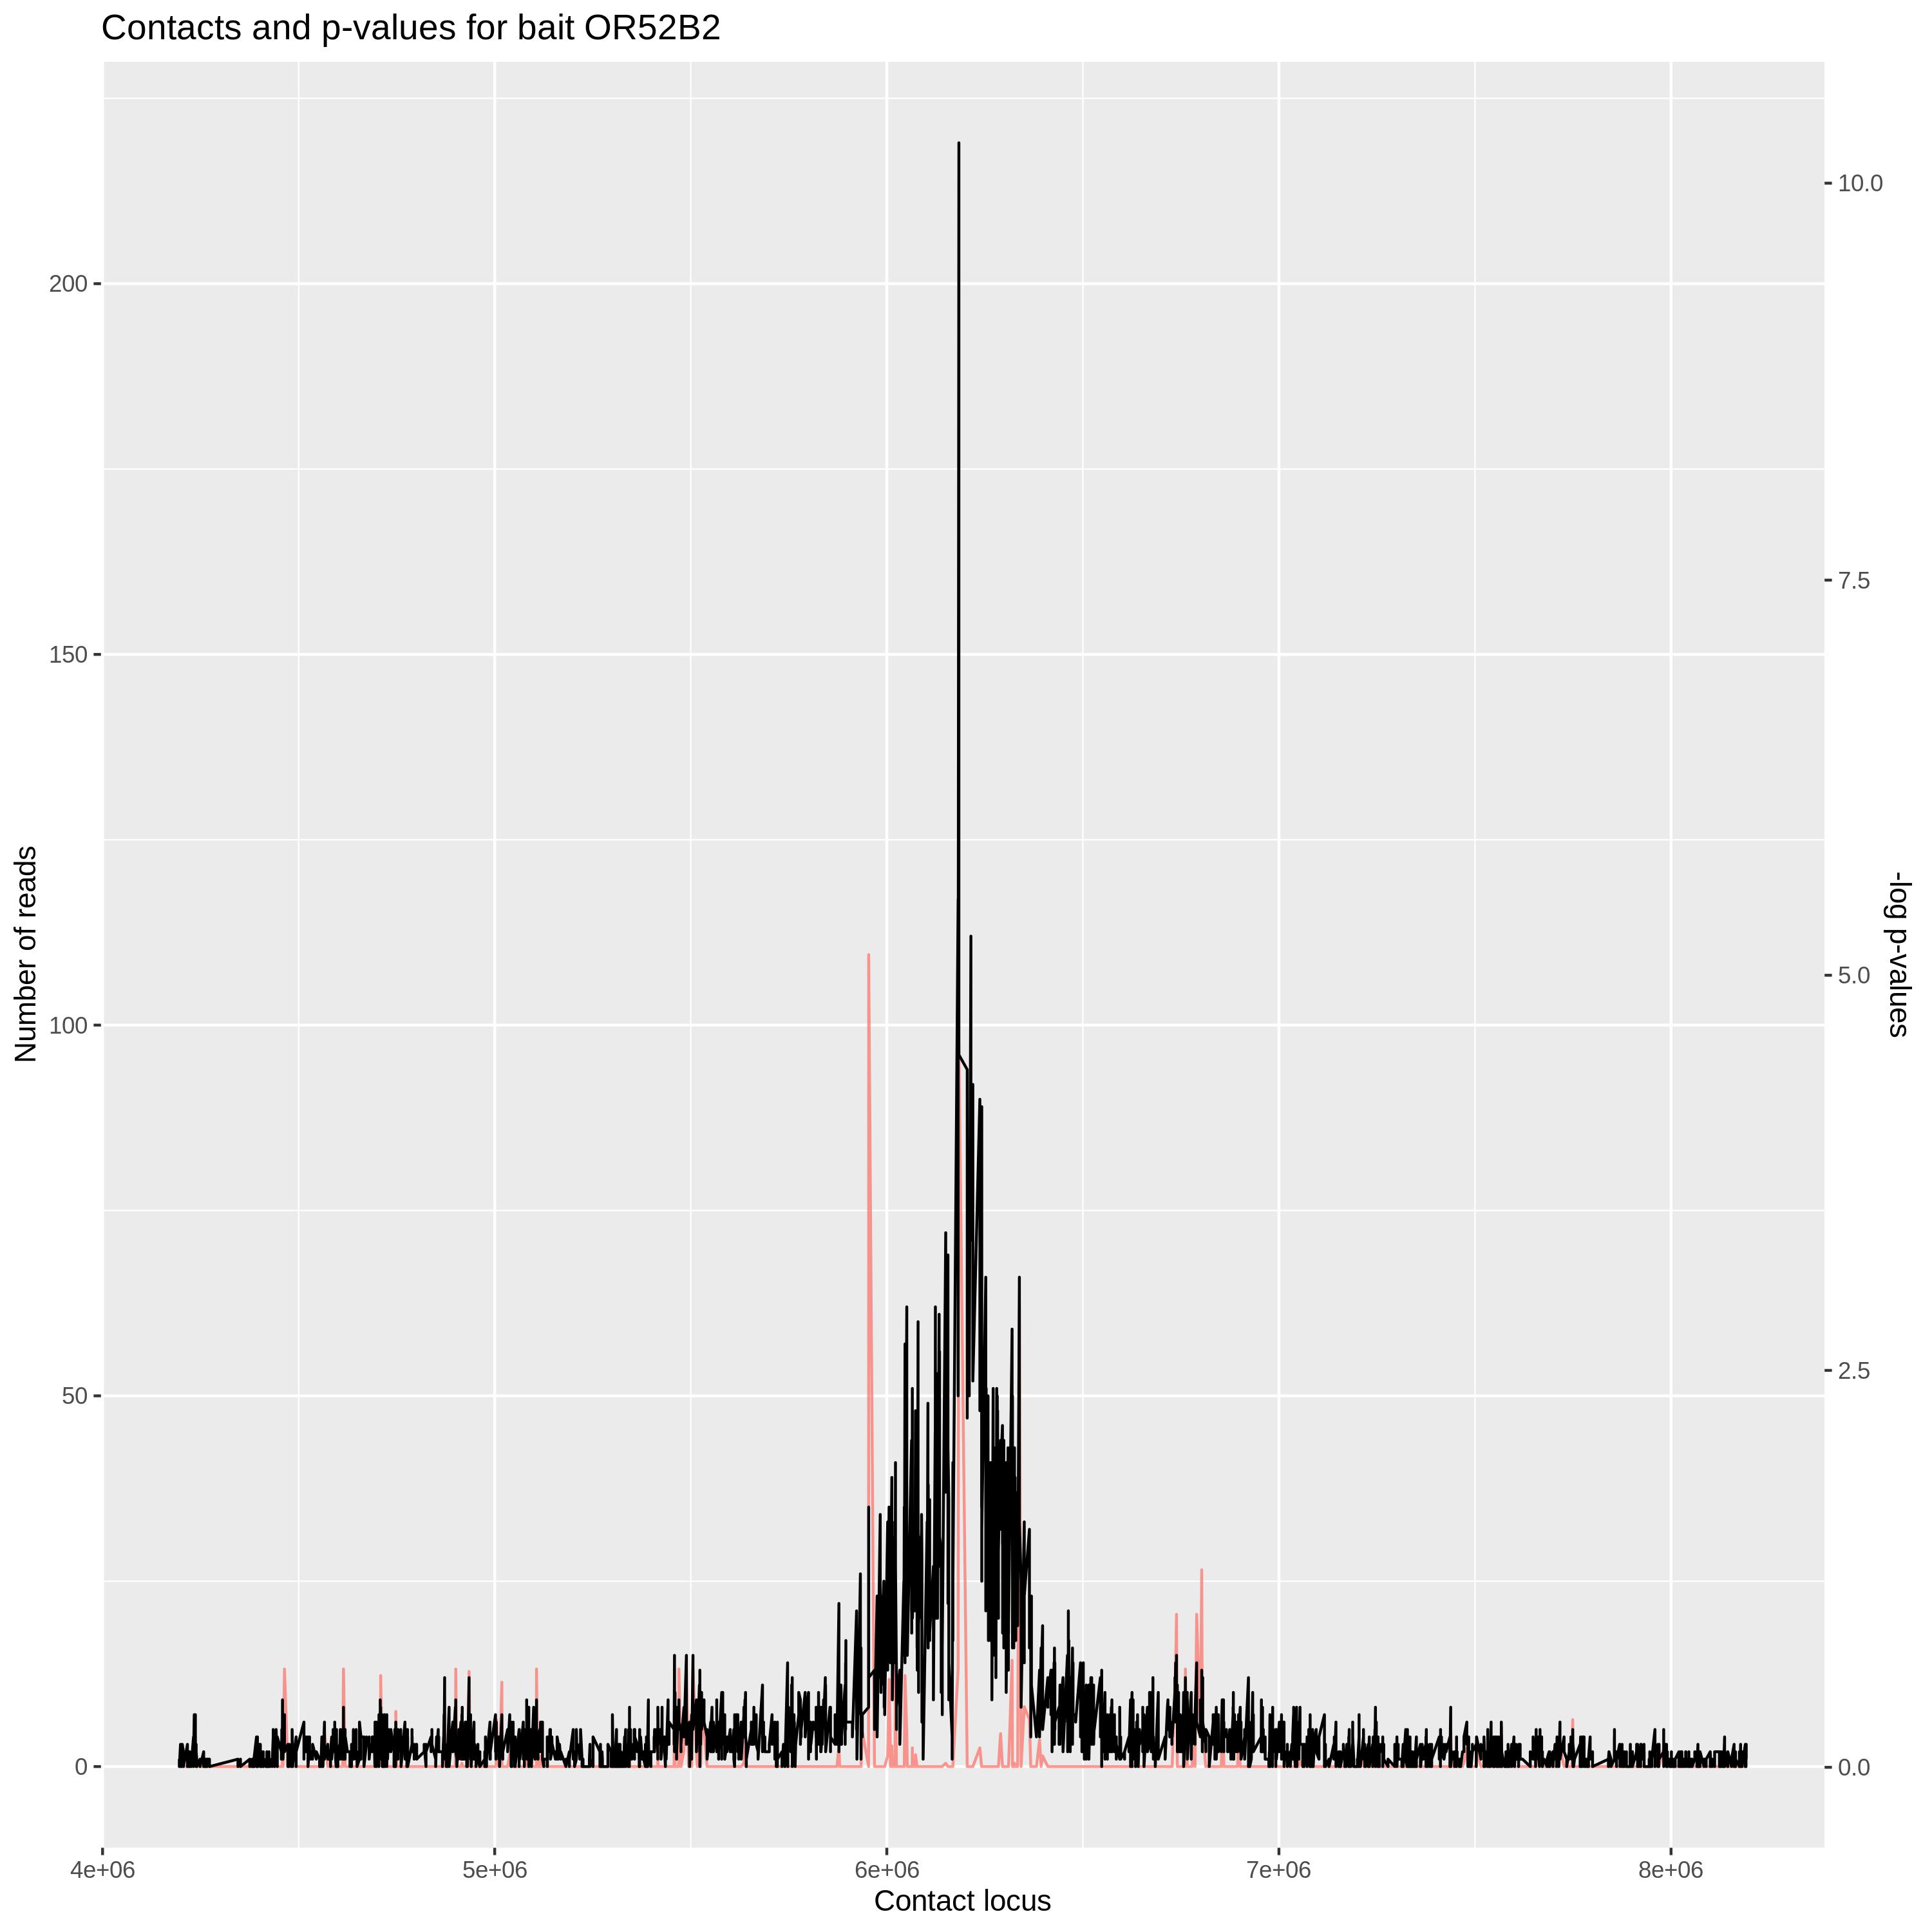 Contacts and p-values for bait OR52B2
Number of reads
200
150
100
50
0
10.0
7.5
5.0
2.5
0.0
-log p-values
4e+06 5e+06 6e+06 7e+06 8e+06
Contact locus